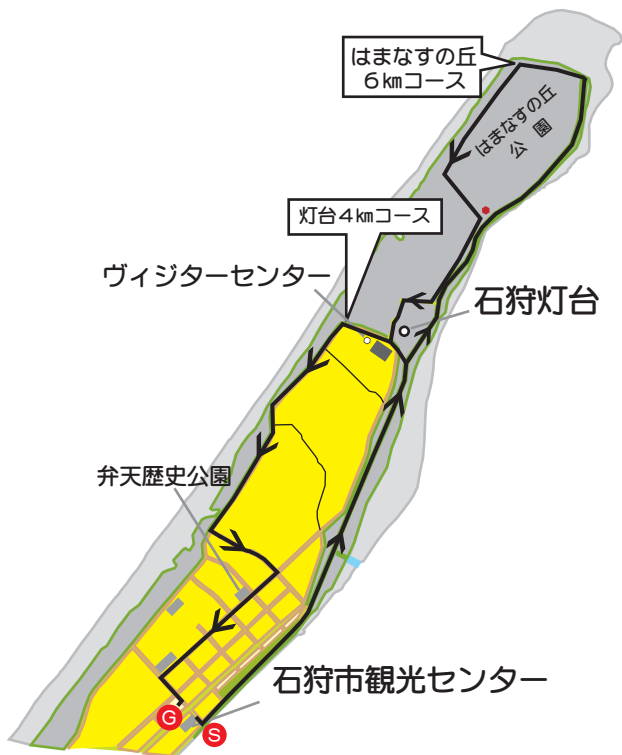 はまなすの丘
6㎞コース
はまなすの丘
公園
灯台4㎞コース
ヴィジターセンター
石狩灯台
弁天歴史公園
石狩市観光センター
G
S